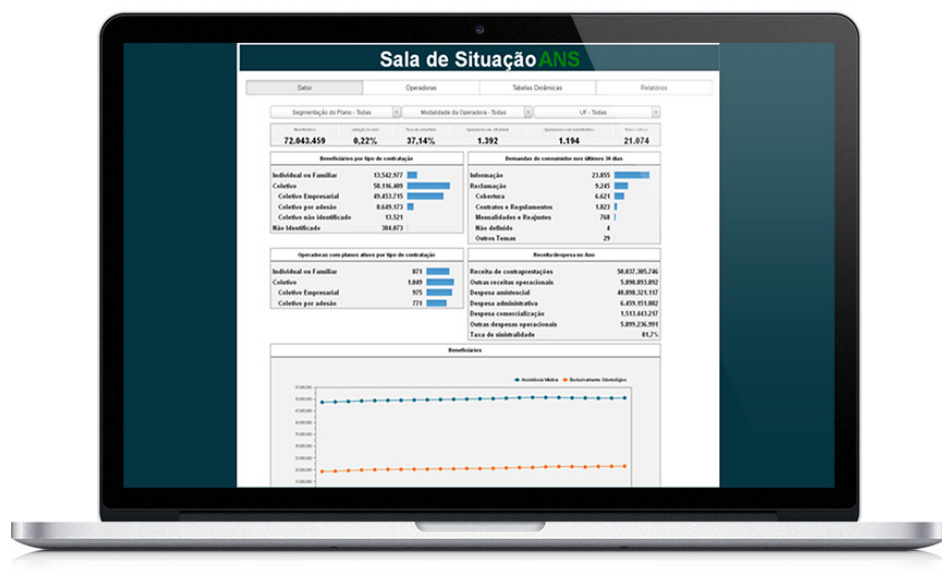 Sala de Situação ANS
Setor Operadoras Tabelas Dinâmicas Relatórios
Segmentação do Plano - Todas Modalidade da Operadora - Todas UF - Todas
72.043.459 0,22% 37,14% 1.392 1.194 21.074
Beneficiários por tipo de contratação
Individual ou Familiar 13.542.977
Coletivo 58.116.409
Coletivo Empresarial 49.453.715
Coletivo por adesão 8.649.173
Coletivo não identificado 13.521
Não Identificado 384.073
Demandas do consumidor nos últimos 30 dias
Informação 23.055
Reclamação 9.245
Cobertura 6.621
Contratos e Regulamentos 1.823
Mensalidades e Reajustes 768
Não definido 4
Outros Temas 29
Operadoras com planos ativos por tipo de contratação
Individual ou Familiar 871
Coletivo 1.049
Coletivo Empresarial 975
Coletivo por adesão 771
Receita/despesa no Ano
Receita de contraprestações 50.037.305.746
Outras receitas operacionais 5.090.093.092
Despesa assistencial 40.898.321.117
Despesa administrativa 6.459.151.002
Despesa comercialização 1.513.443.217
Outras despesas operacionais 5.099.236.991
Taxa de sinistralidade 81,7%
Beneficiários
Assistência Médica Exclusivamente Odontológico